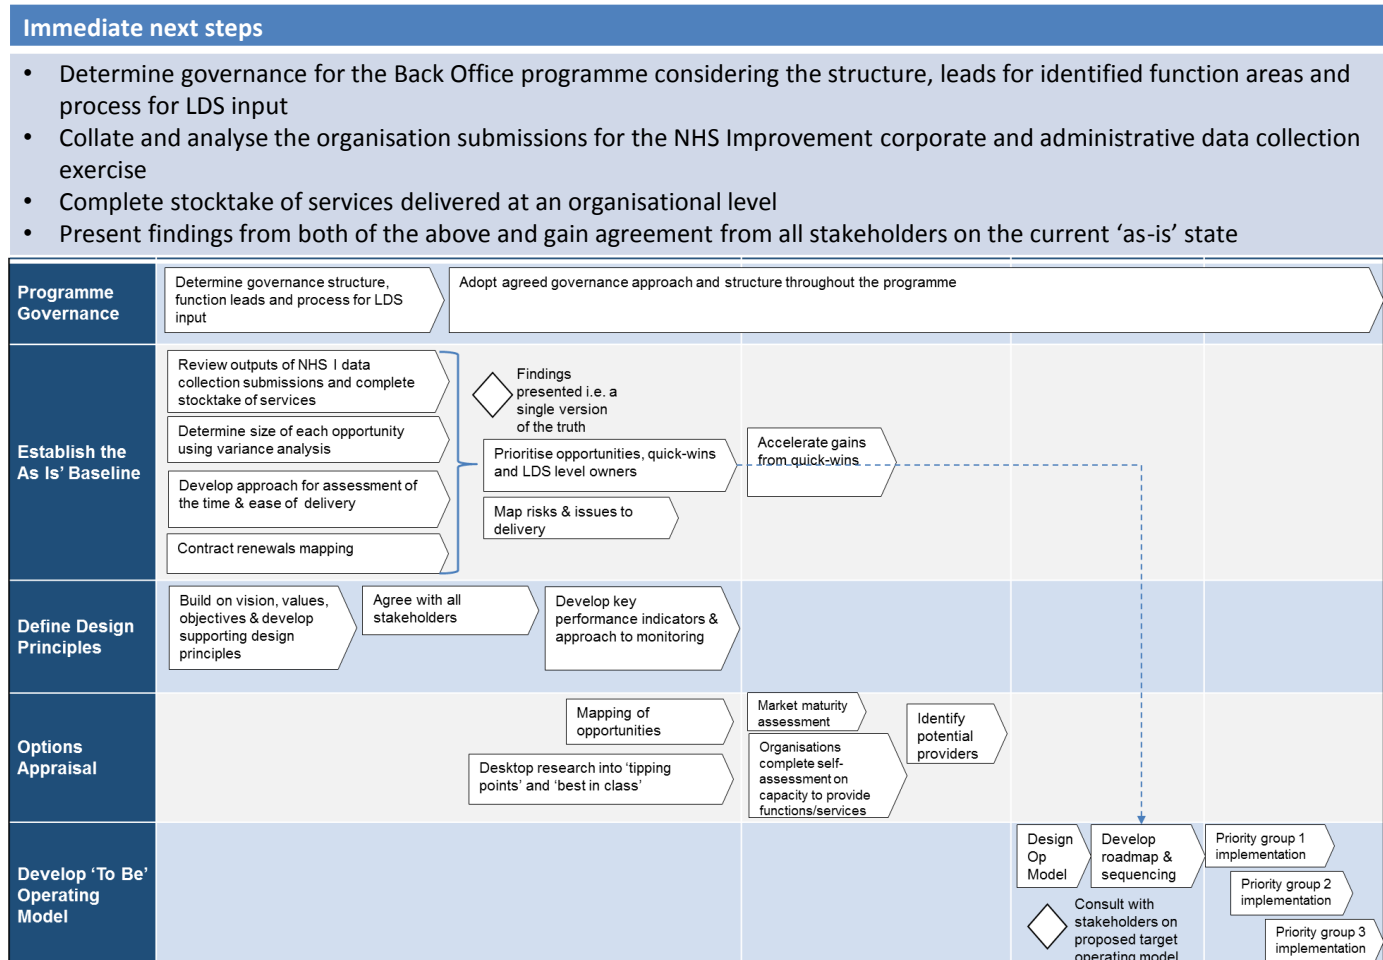 Immediate next steps
• Determine governance for the Back Office programme considering the structure, leads for identified function areas and
process for LDS input
• Collate and analyse the organisation submissions for the NHS Improvement corporate and administrative data collection
exercise
• Complete stocktake of services delivered at an organisational level
• Present findings from both of the above and gain agreement from all stakeholders on the current ‘as-is’ state
Programme
Governance
Determine governance structure,
function leads and process for LDS
input
Adopt agreed governance approach and structure throughout the programme
Establish the
As Is’ Baseline
Review outputs of NHS I data
collection submissions and complete
stocktake of services
Determine size of each opportunity
using variance analysis
Develop approach for assessment of
the time & ease of delivery
Contract renewals mapping
Findings
presented i.e. a
single version
of the truth
Prioritise opportunities, quick-wins
and LDS level owners
Map risks & issues to
delivery
Accelerate gains
from quick-wins
Define Design
Principles
Build on vision, values,
objectives & develop
supporting design
principles
Agree with all
stakeholders
Develop key
performance indicators &
approach to monitoring
Options
Appraisal
Mapping of
opportunities
Desktop research into ‘tipping
points’ and ‘best in class’
Market maturity
assessment
Organisations
complete self-
assessment on
capacity to provide
functions/services
Identify
potential
providers
Develop ‘To Be’
Operating
Model
Design
Op
Model
Develop
roadmap &
sequencing
Consult with
stakeholders on
proposed target
operating model
Priority group 1
implementation
Priority group 2
implementation
Priority group 3
implementation